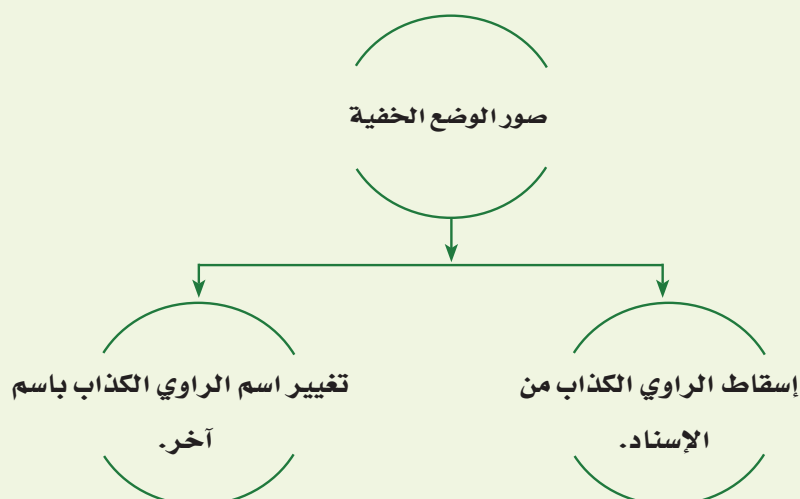 صور الوضع الخفية
إسقاط الراوي الكذاب من
الإسناد.
تغيير اسم الراوي الكذاب باسم
آخر.